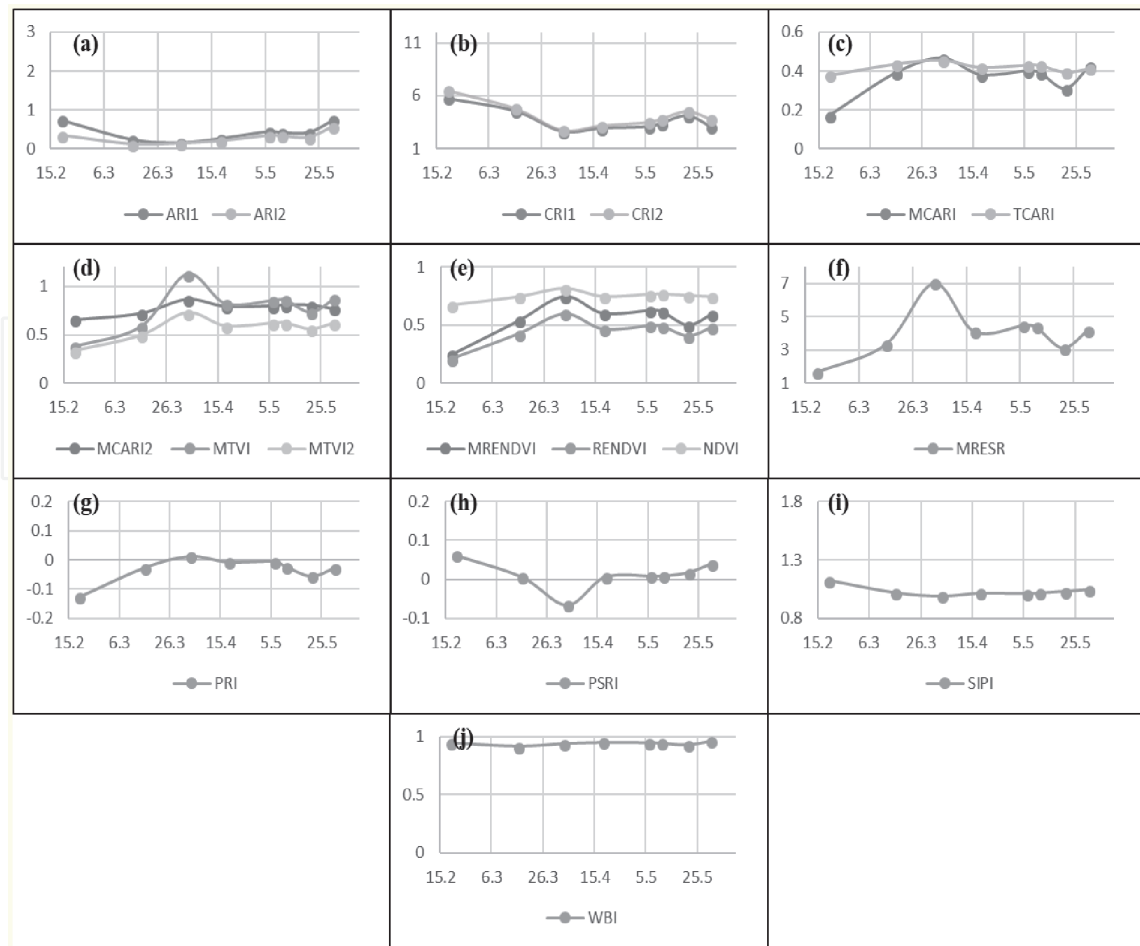 (a)
3
2
1
0
15.2 6.3 26.3 15.4 5.5 25.5
ARI1 ARI2
(b)
11
6
1
15.2 6.3 26.3 15.4 5.5 25.5
CRI1 CRI2
(c)
0.6
0.4
0.2
0
15.2 6.3 26.3 15.4 5.5 25.5
MCARI TCARI
(d)
1
0.5
0
15.2 6.3 26.3 15.4 5.5 25.5
MCARI2 MTVI MTVI2
(e)
1
0.5
0
15.2 6.3 26.3 15.4 5.5 25.5
MRENDVI RENDVI NDVI
(f)
7
5
3
1
15.2 6.3 26.3 15.4 5.5 25.5
MRESR
(g)
0.2
0.1
0
-0.1
-0.2
15.2 6.3 26.3 15.4 5.5 25.5
PRI
(h)
0.2
0.1
0
-0.1
15.2 6.3 26.3 15.4 5.5 25.5
PSRI
(i)
1.8
1.3
0.8
15.2 6.3 26.3 15.4 5.5 25.5
SIPI
(j)
1
0.5
0
15.2 6.3 26.3 15.4 5.5 25.5
WBI